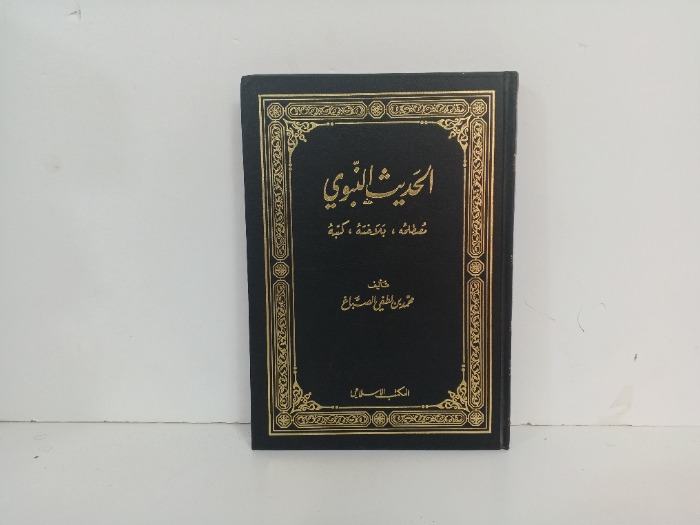 الحديث النبوي
مصطلحه ، بلاغته ، كتبه
تأليف
محمد بن لطفي الصباغ
المكتب الإسلامي